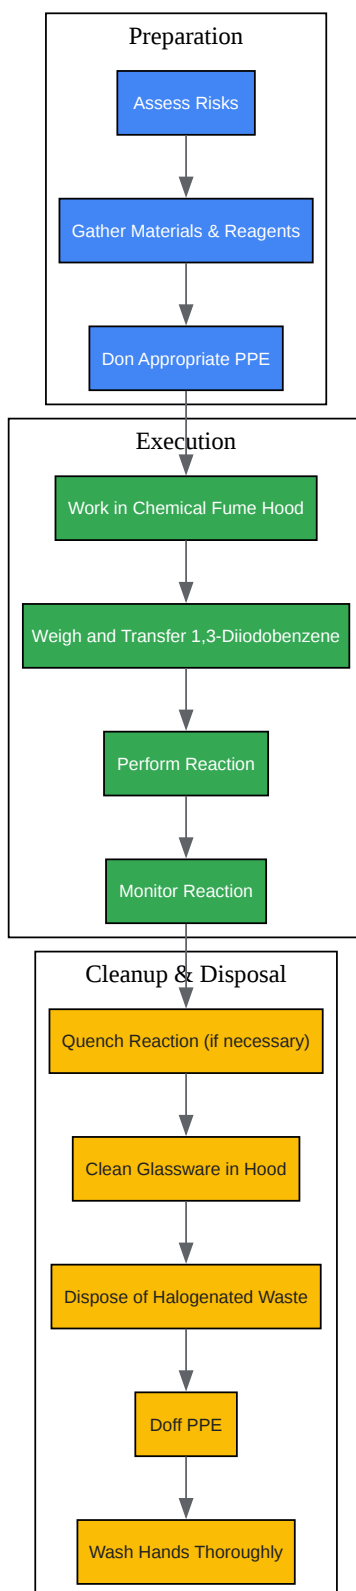 Preparation
Assess Risks
Gather Materials & Reagents
Don Appropriate PPE
Execution
Work in Chemical Fume Hood
Weigh and Transfer 1,3-Diiodobenzene
Perform Reaction
Monitor Reaction
Cleanup & Disposal
Quench Reaction (if necessary)
Clean Glassware in Hood
Dispose of Halogenated Waste
Doff PPE
Wash Hands Thoroughly